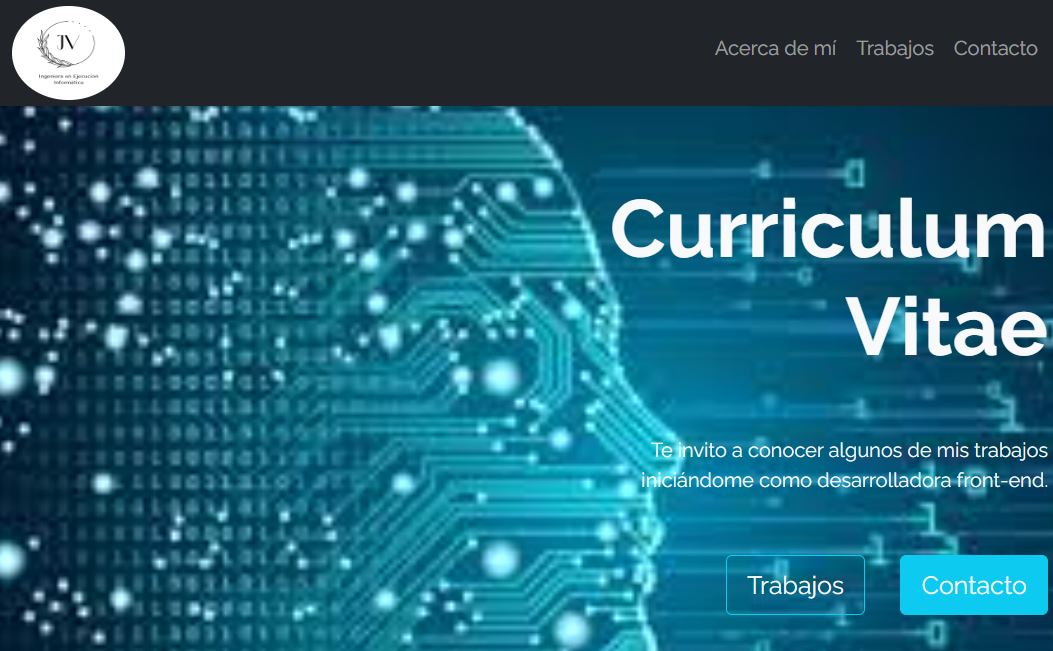 JV
Ingeniera en Ejecución
Informática
Acerca de mí Trabajos Contacto
Curriculum
Vitae
Te invito a conocer algunos de mis trabajos
iniciándome como desarrolladora front-end.
Trabajos Contacto